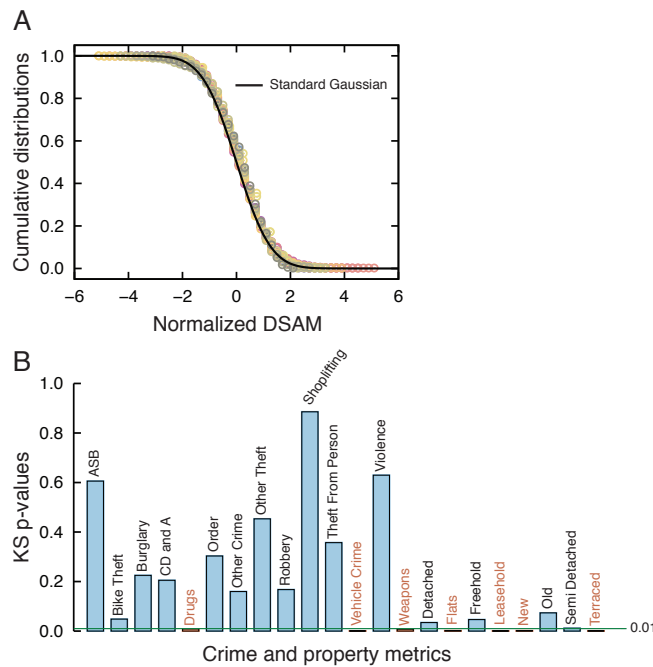 A
Cumulative distributions
1.0
0.8
0.6
0.4
0.2
0.0
Standard Gaussian
−6 −4 −2 0 2 4 6
Normalized DSAM
B
KS p-values
1.0
0.8
0.6
0.4
0.2
0.0
ASB
Bike Theft
Burglary
CD and A
Drugs
Order
Other Crime
Other Theft
Robbery
Shoplifting
Theft From Person
Vehicle Crime
Violence
Weapons
Detached
Flats
Freehold
Leasehold
New
Old
Semi Detached
Terraced
0.01
Crime and property metrics